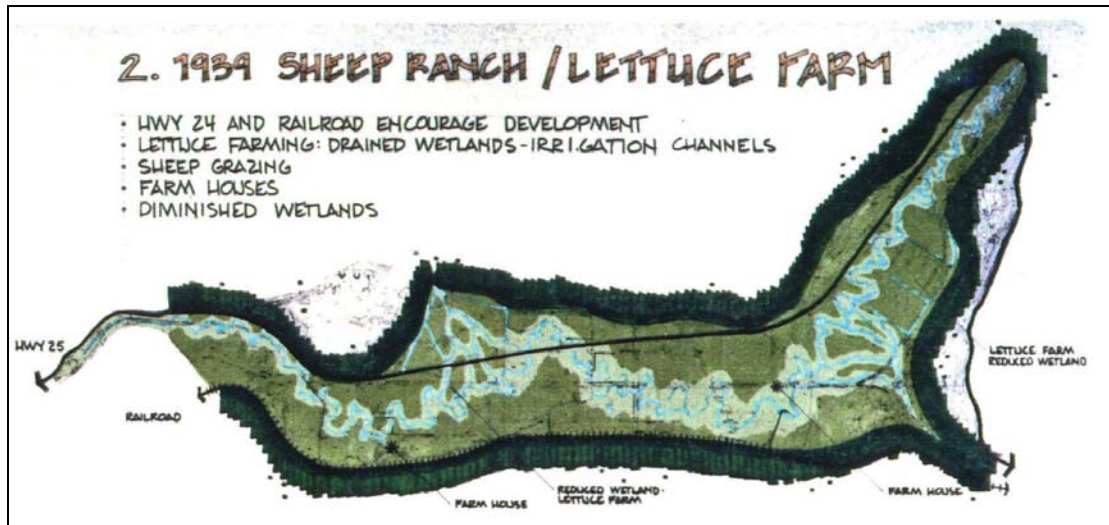 2. 1939 SHEEP RANCH / LETTUCE FARM
• HWY 24 AND RAILROAD ENCOURAGE DEVELOPMENT
• LETTUCE FARMING: DRAINED WETLANDS-IRRIGATION CHANNELS
• SHEEP GRAZING
• FARM HOUSES
• DIMINISHED WETLANDS
HWY 25
RAILROAD
LETTUCE FARM
REDUCED WETLAND
FARM HOUSE
REDUCED WETLAND-
LETTUCE FARM
FARM HOUSE